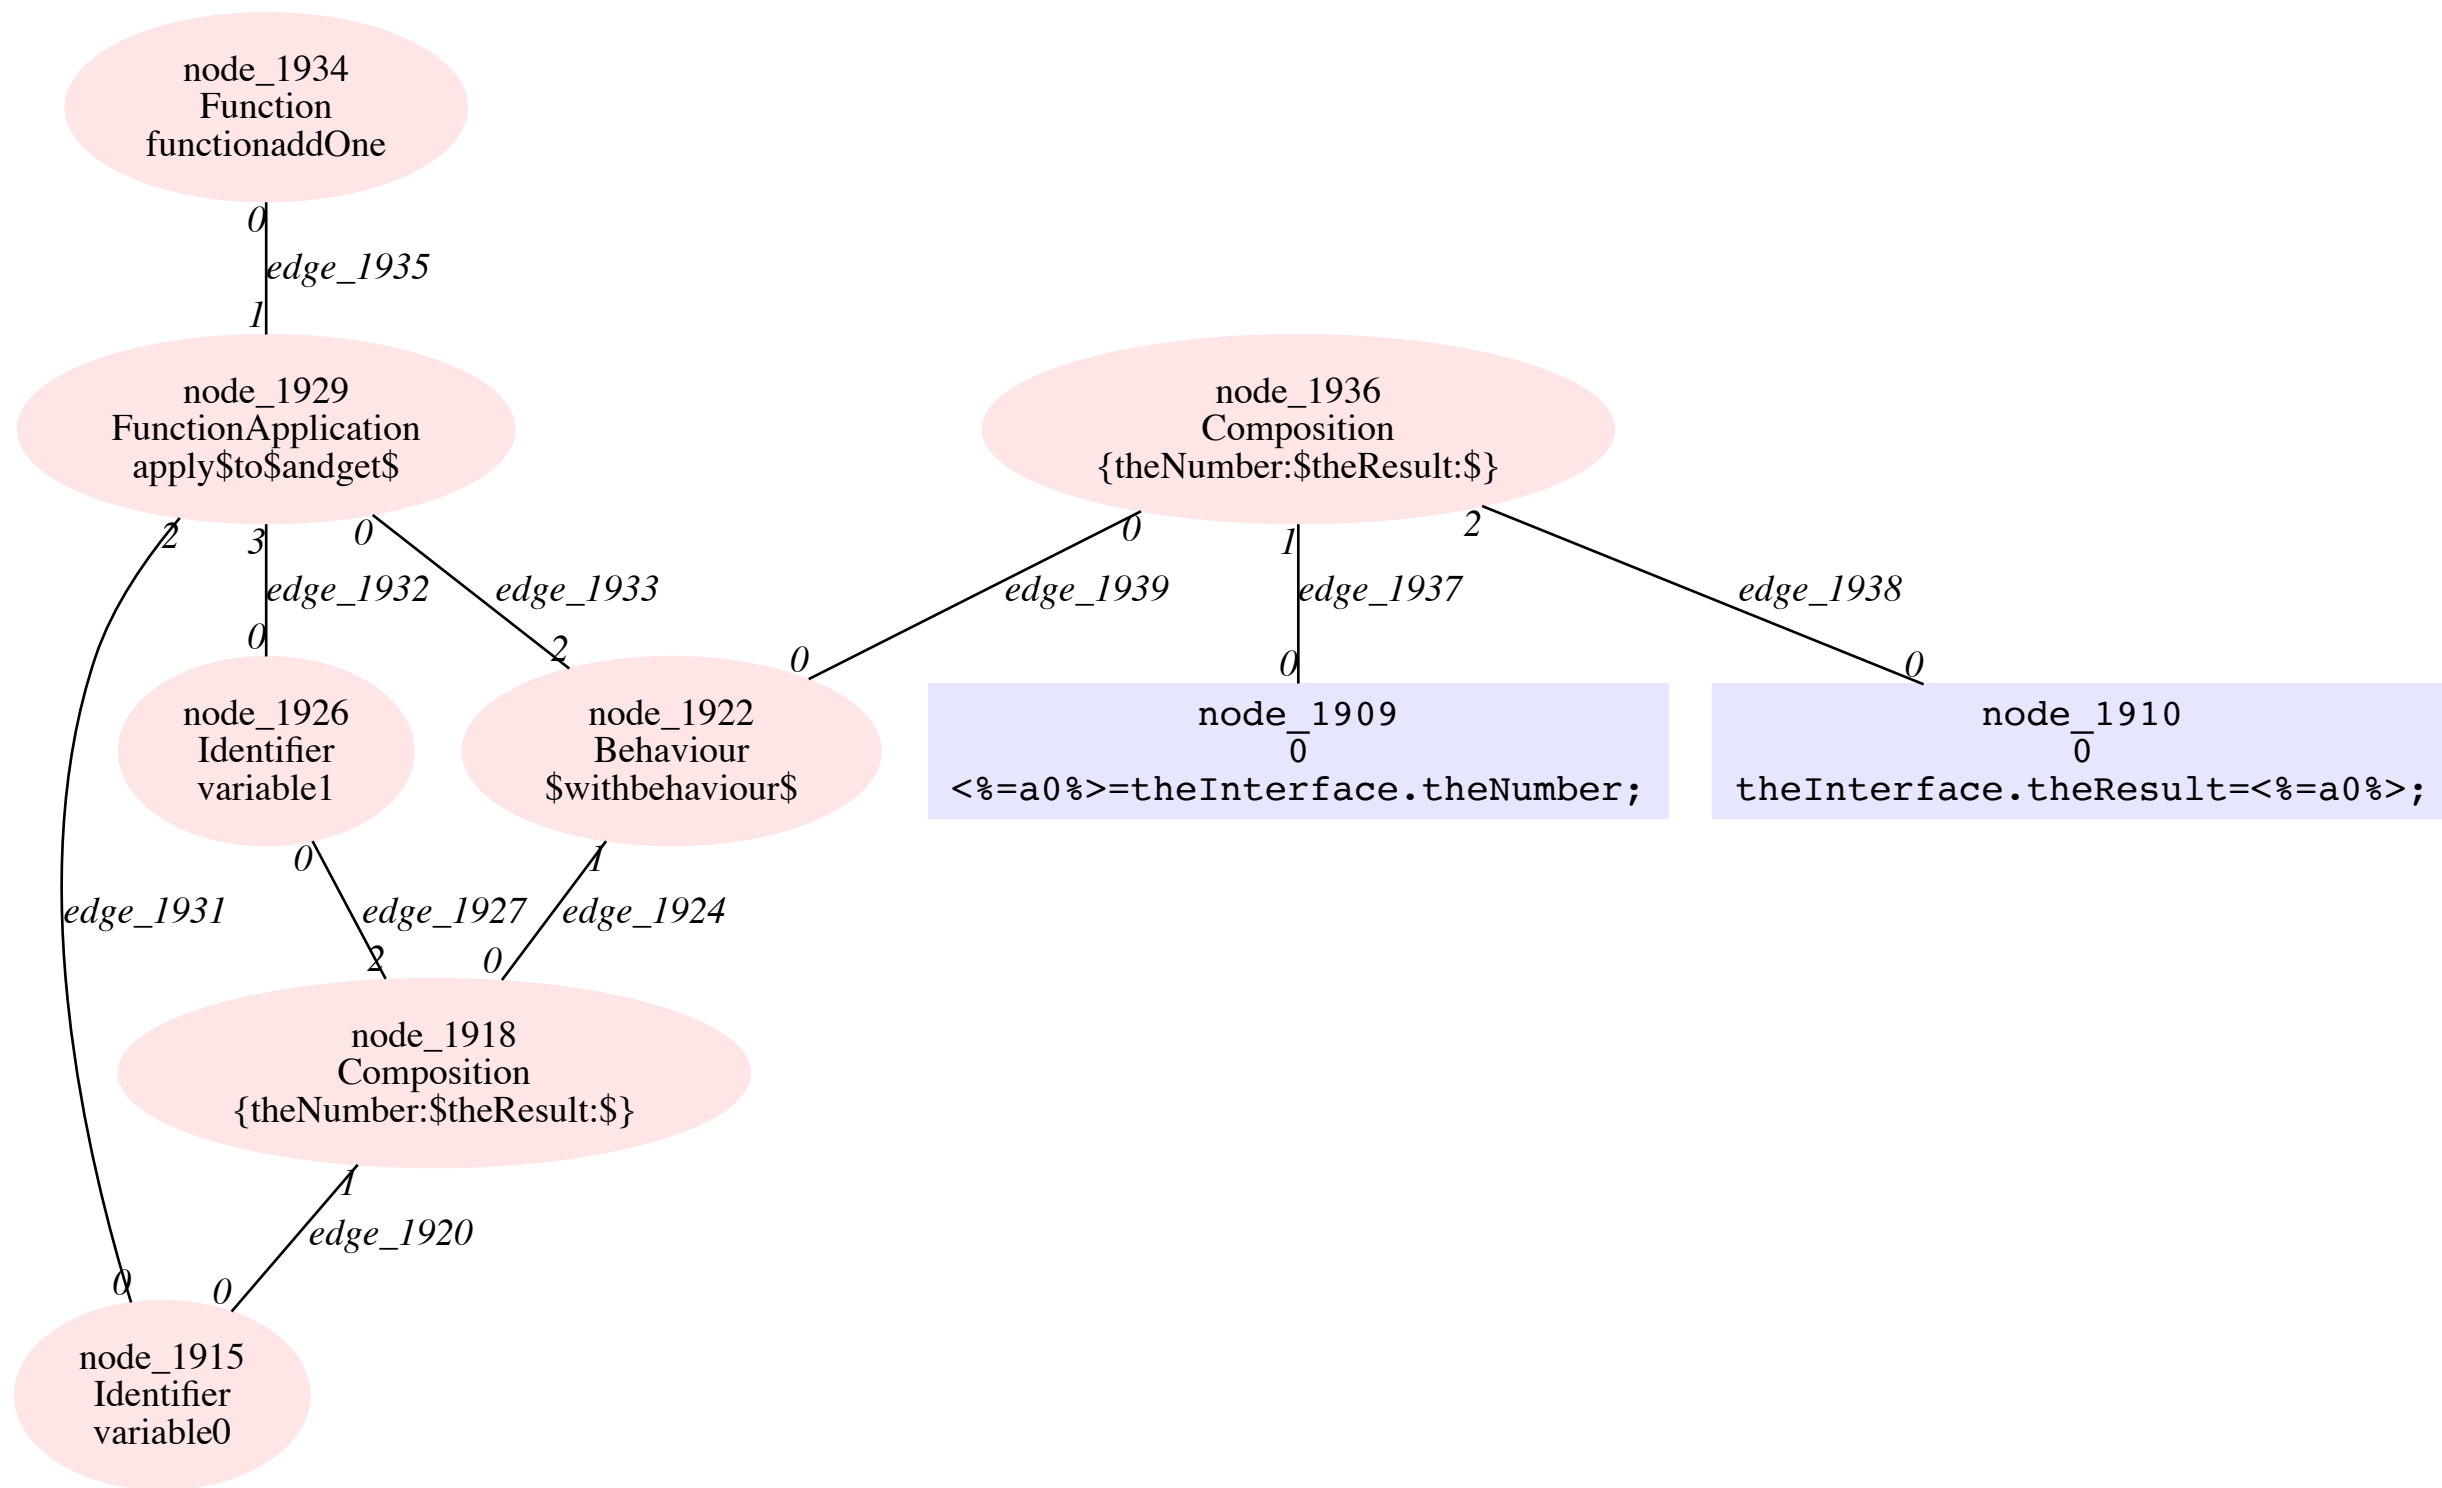 node_1934
Function
functionaddOne
0
edge_1935
1
node_1929
FunctionApplication
apply$to$andget$
node_1936
Composition
{theNumber:$theResult:$}
2
3
0
0
1
2
edge_1932
edge_1933
edge_1939
edge_1937
edge_1938
0
2
0
0
0
node_1926
Identifier
variable1
node_1922
Behaviour
$withbehaviour$
node_1909
0
<%=a0%>=theInterface.theNumber;
node_1910
0
theInterface.theResult=<%=a0%>;
0
1
edge_1931
edge_1927
edge_1924
2
0
node_1918
Composition
{theNumber:$theResult:$}
1
edge_1920
0
0
node_1915
Identifier
variable0